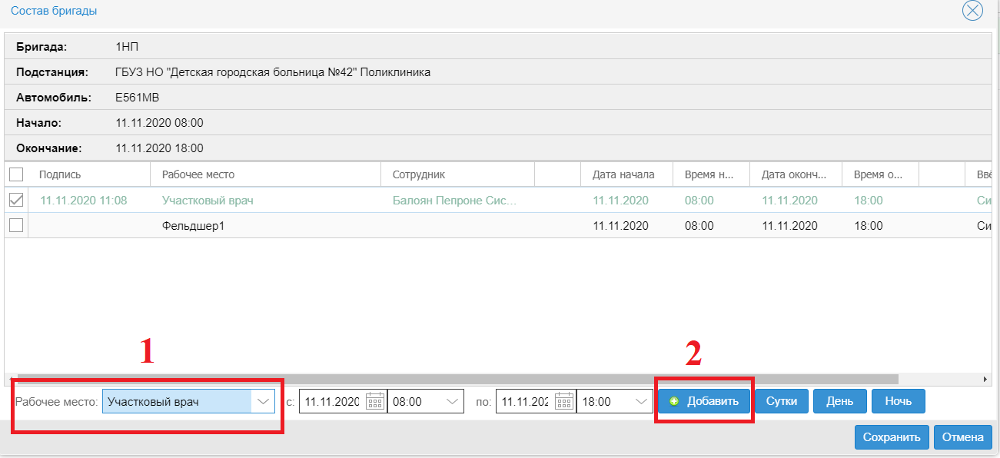 Состав бригады
Бригада: 1НП
Подстанция: ГБУЗ НО "Детская городская больница №42" Поликлиника
Автомобиль: Е561МВ
Начало: 11.11.2020 08:00
Окончание: 11.11.2020 18:00
Подпись Рабочее место Сотрудник Дата начала Время н... Дата оконч... Время о... Ввё
11.11.2020 11:08 Участковый врач Балоян Пепроне Сис... 11.11.2020 08:00 11.11.2020 18:00 Си
Фельдшер1 11.11.2020 08:00 11.11.2020 18:00 Си
1 2
Рабочее место: Участковый врач с: 11.11.2020 08:00 по: 11.11.202 18:00 Добавить Сутки День Ночь
Сохранить Отмена